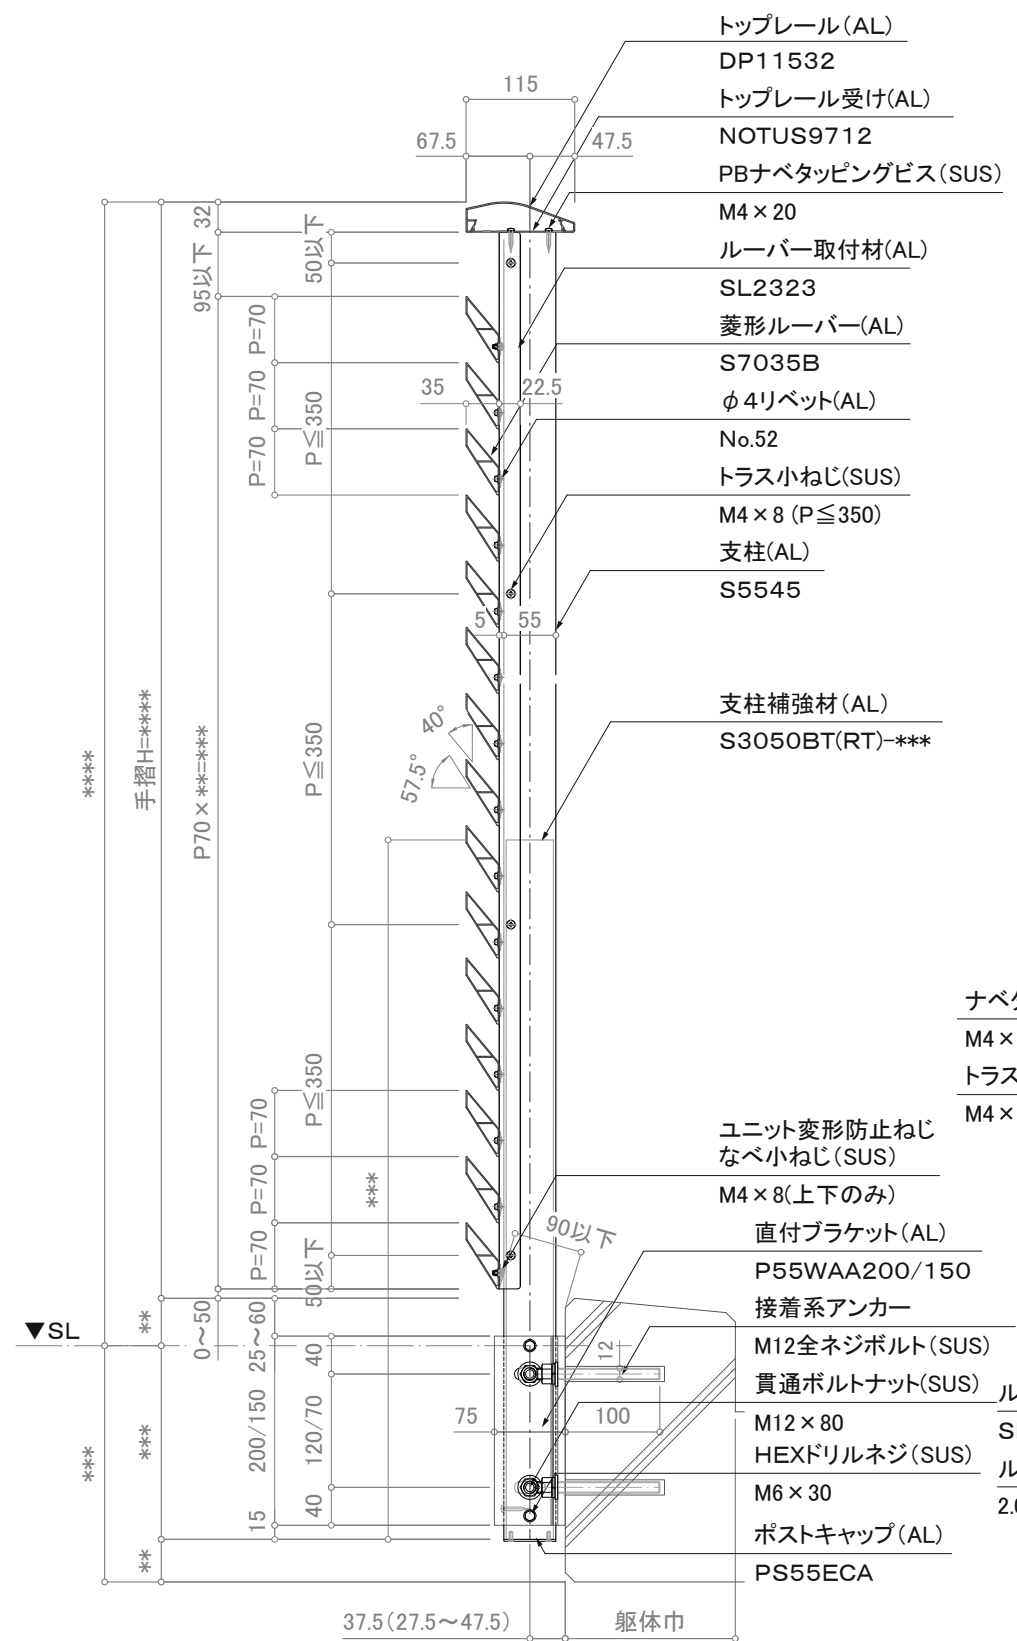 トップレール(AL)
DP11532
トップレール受け(AL)
NOTUS9712
PBナベタッピングビス(SUS)
M4×20
ルーバー取付材(AL)
SL2323
菱形ルーバー(AL)
S7035B
φ4リベット(AL)
No.52
トラス小ねじ(SUS)
M4×8 (P≦350)
支柱(AL)
S5545
支柱補強材(AL)
S3050BT(RT)-***
ナベ
M4×
トラス
M4×
ユニット変形防止ねじ
なべ小ねじ(SUS)
M4×8(上下のみ)
直付ブラケット(AL)
P55WAA200/150
接着系アンカー
M12全ネジボルト(SUS)
貫通ボルトナット(SUS)
M12×80
HEXドリルネジ(SUS)
M6×30
ポストキャップ(AL)
PS55ECA
ル
S
ル
2.
115
67.5
47.5
32
95以下
50以下
P=70
P=70
P=70
P≦350
35
22.5
5
55
40°
57.5°
****
手摺H=****
P70×**=***
P≦350
P≦350
***
P=70
P=70
P=70
50以下
90以下
▼SL
**
0～50
25～60
40
12
75
100
200/150
120/70
***
***
15
40
**
37.5(27.5～47.5)
躯体巾